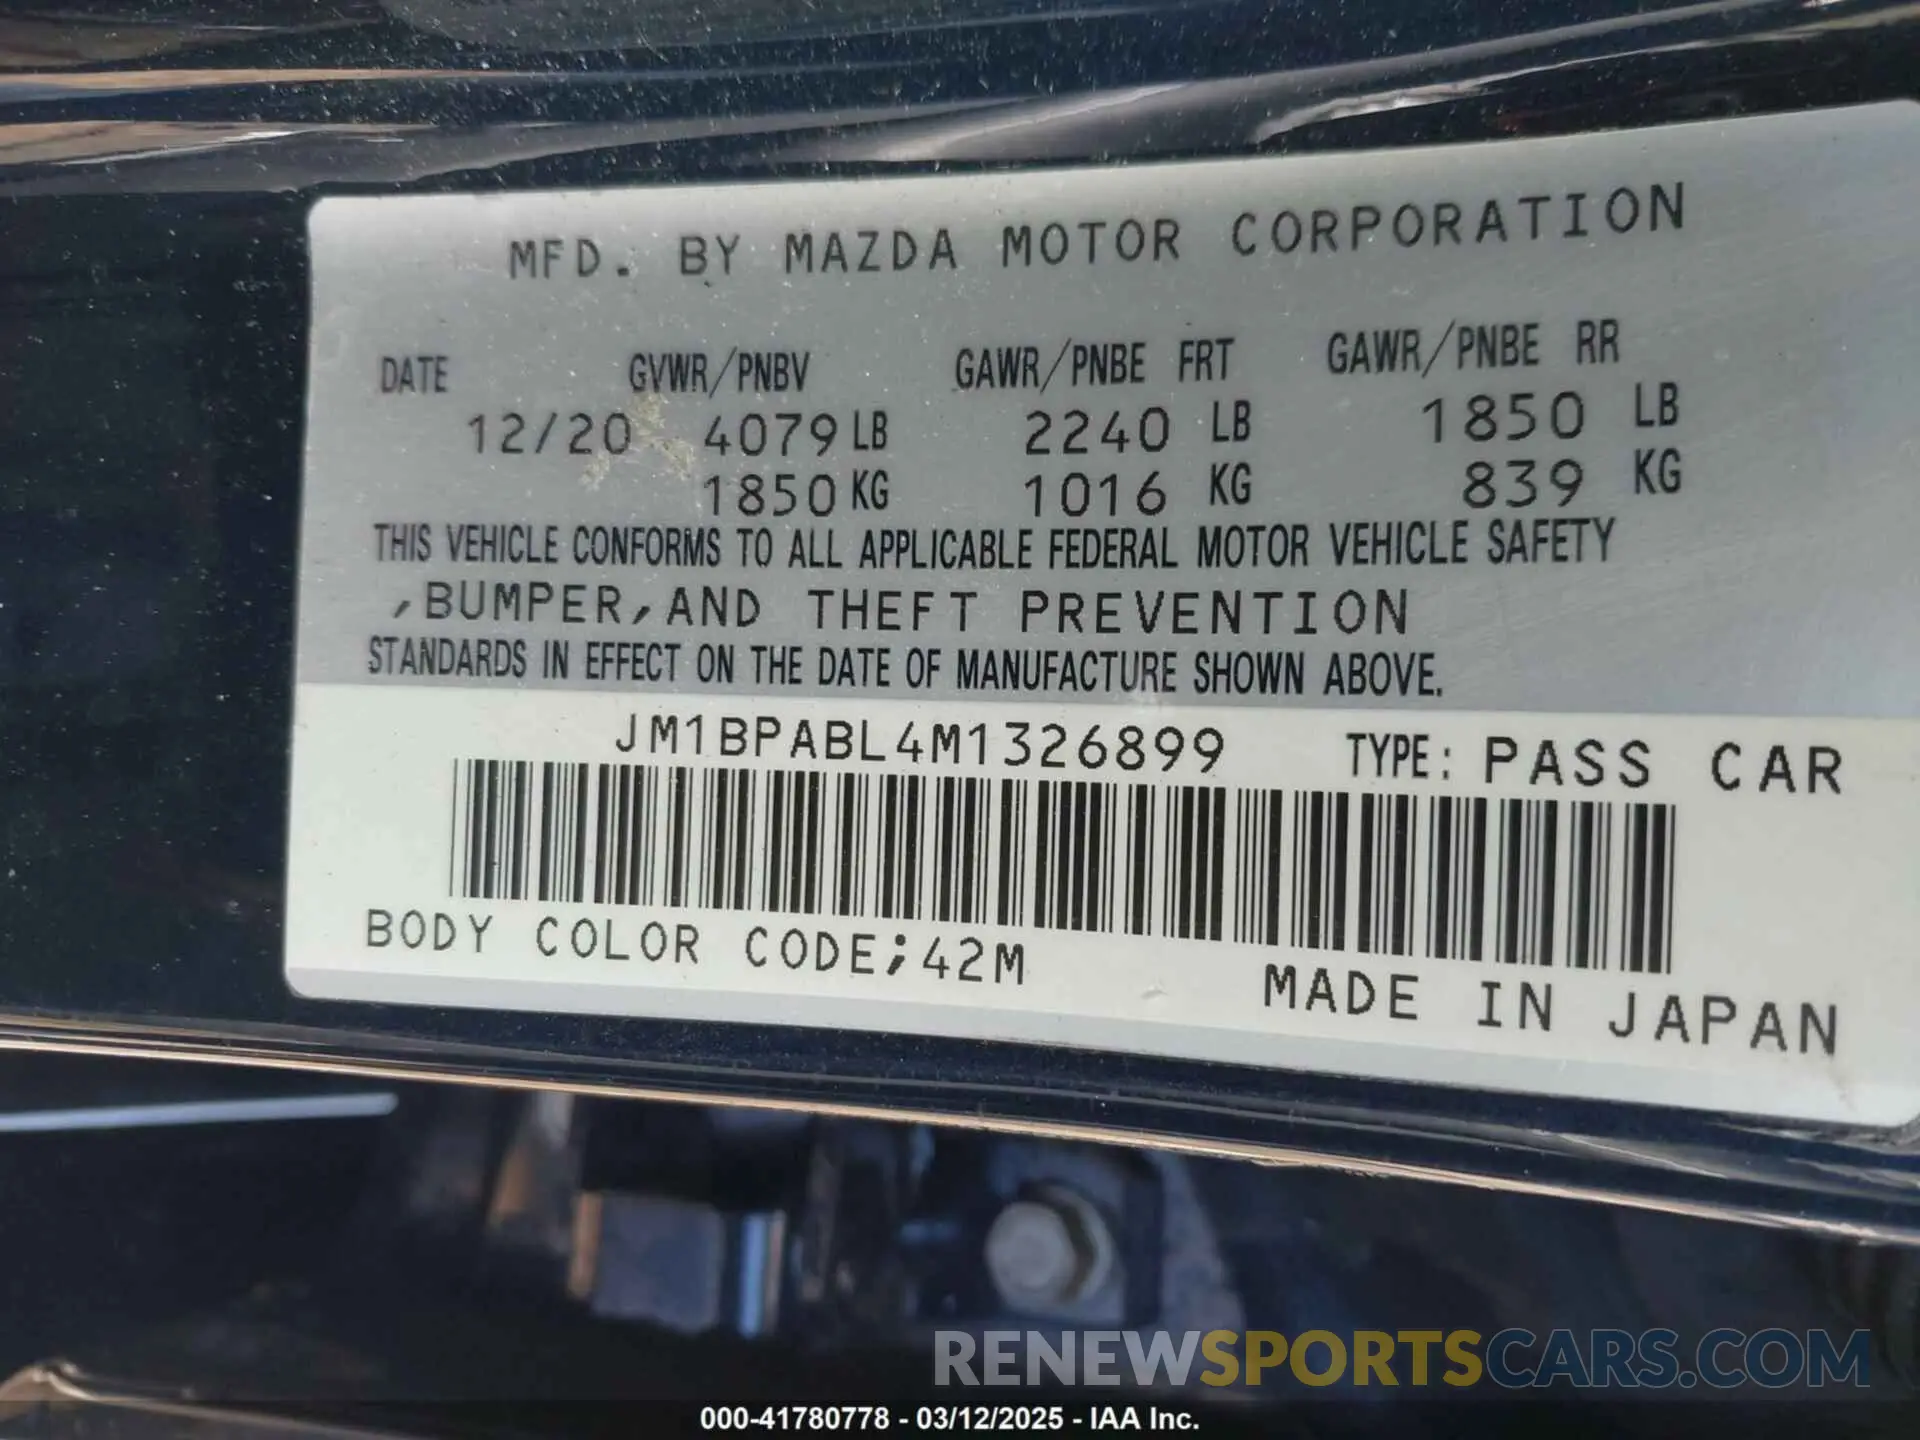 MFD. BY MAZDA MOTOR CORPORATION
DATE GVWR/PNBV GAWR/PNBE FRT GAWR/PNBE RR
12/20 4079 LB 2240 LB 1850 LB
1850 KG 1016 KG 839 KG
THIS VEHICLE CONFORMS TO ALL APPLICABLE FEDERAL MOTOR VEHICLE SAFETY
,BUMPER,AND THEFT PREVENTION
STANDARDS IN EFFECT ON THE DATE OF MANUFACTURE SHOWN ABOVE.
JM1BPABL4M1326899 TYPE: PASS CAR
BODY COLOR CODE;42M
MADE IN JAPAN
RENEWSPORTSCARS.COM
000-41780778 - 03/12/2025 - IAA Inc.